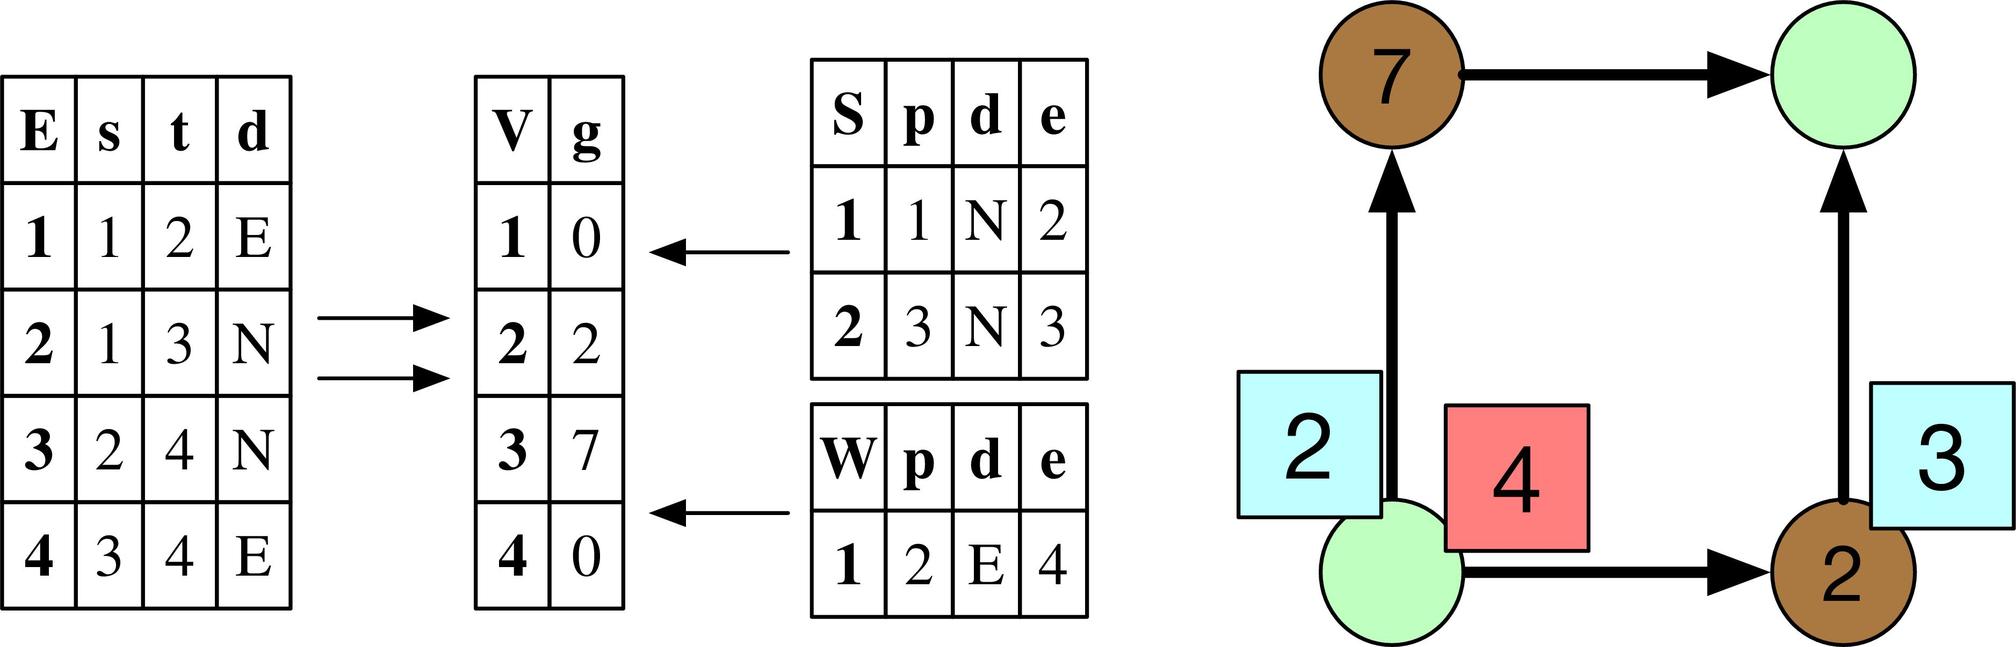 E s t d
1 1 2 E
2 1 3 N
3 2 4 N
4 3 4 E
V g
1 0
2 2
3 7
4 0
S p d e
1 1 N 2
2 3 N 3
W p d e
1 2 E 4
7
2
4
3
2